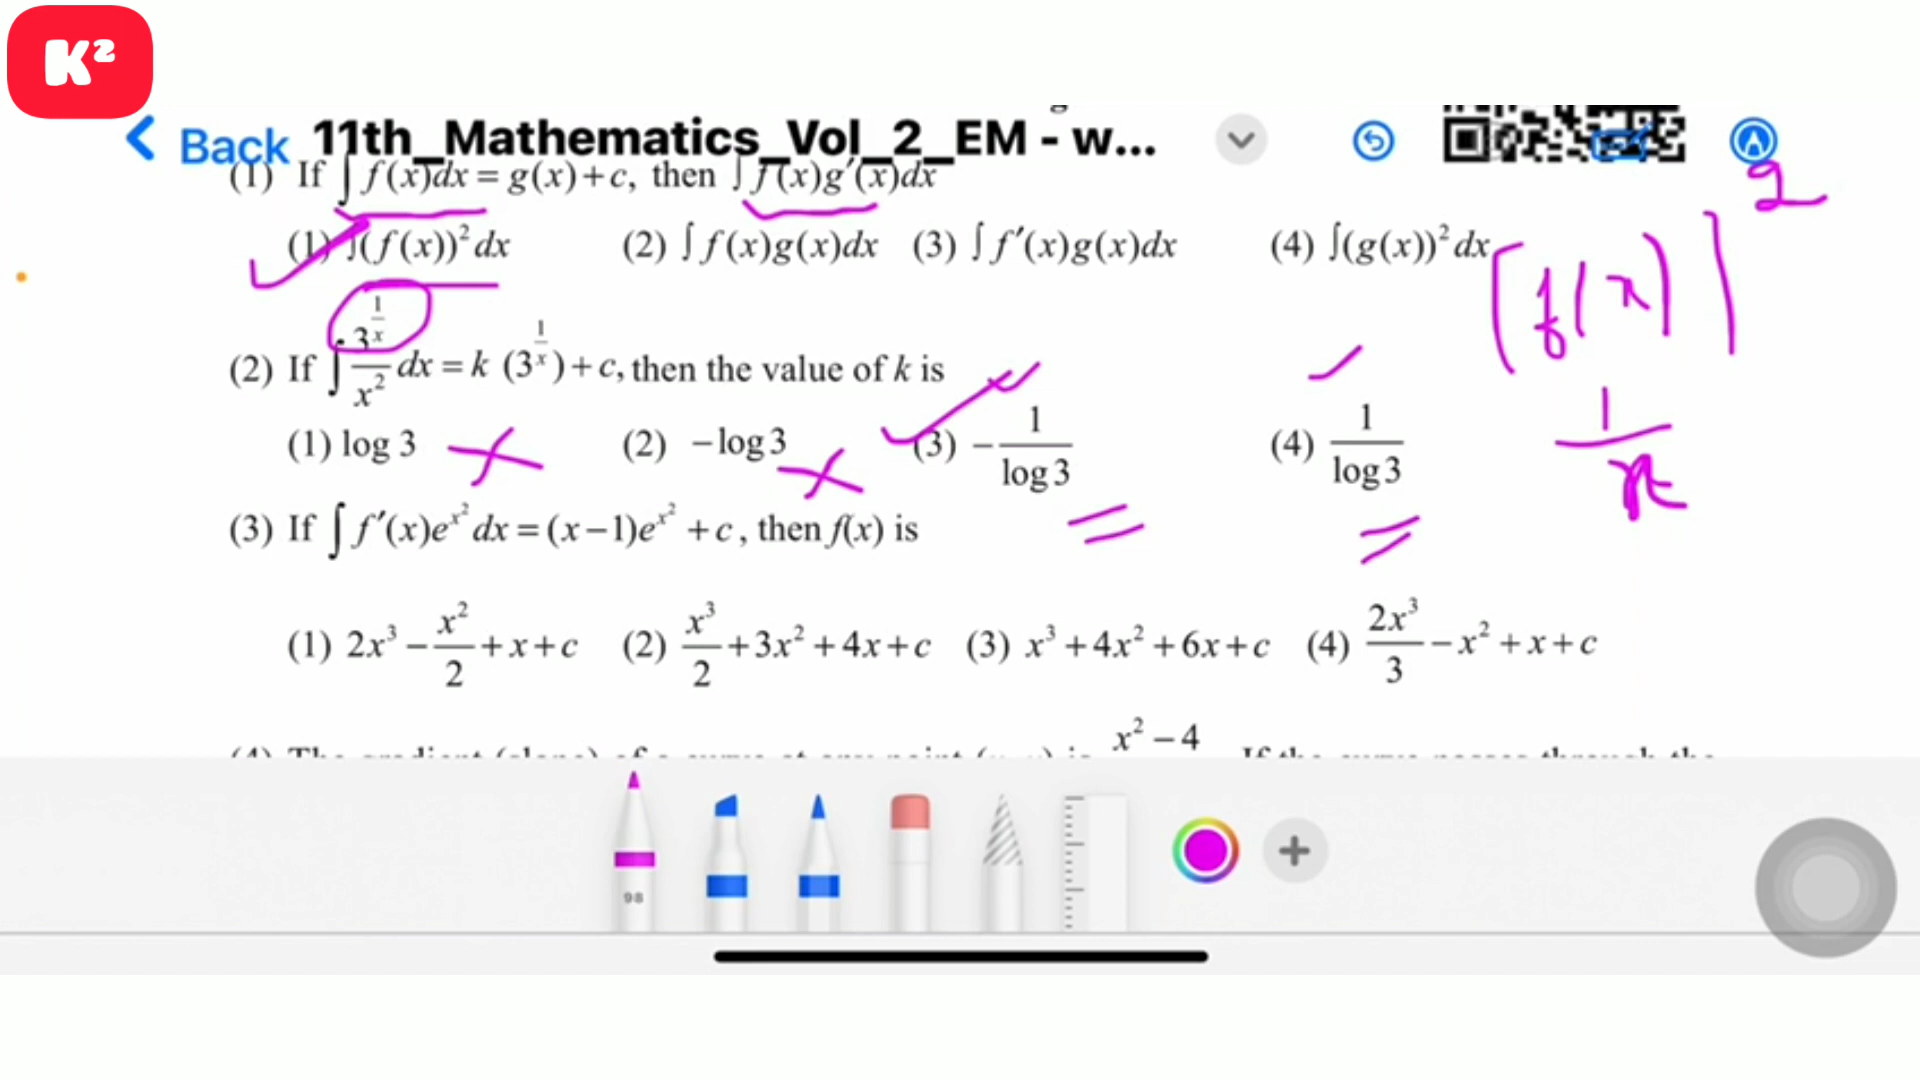 K²
Back 11th_Mathematics_Vol_2_EM - w...
(1) If ∫ f(x)dx = g(x)+c, then ∫ f(x)g′(x)dx
(1) ∫(f(x))² dx (2) ∫ f(x)g(x)dx (3) ∫ f′(x)g(x)dx (4) ∫(g(x))² dx
[f(x)]²
(2) If ∫ 3^(1/x)/x² dx = k (3^(1/x)) + c, then the value of k is
1/x
(1) log 3 (2) −log 3 (3) −1/log 3 (4) 1/log 3
(3) If ∫ f′(x)e^(x²) dx = (x−1)e^(x²) + c, then f(x) is
(1) 2x³ − x²/2 + x + c (2) x³/2 + 3x² + 4x + c (3) x³ + 4x² + 6x + c (4) 2x³/3 − x² + x + c
x² − 4
98